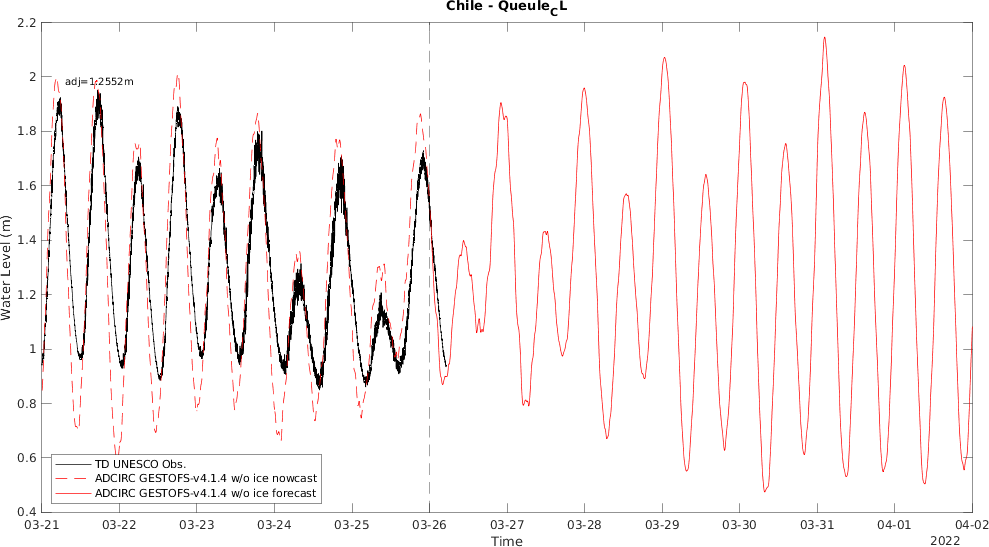 Chile - Queule_CL
2.2
2
1.8
1.6
1.4
1.2
1
0.8
0.6
0.4
Water Level (m)
adj=1.2552m
TD UNESCO Obs.
ADCIRC GESTOFS-v4.1.4 w/o ice nowcast
ADCIRC GESTOFS-v4.1.4 w/o ice forecast
03-21 03-22 03-23 03-24 03-25 03-26 03-27 03-28 03-29 03-30 03-31 04-01 04-02
Time
2022